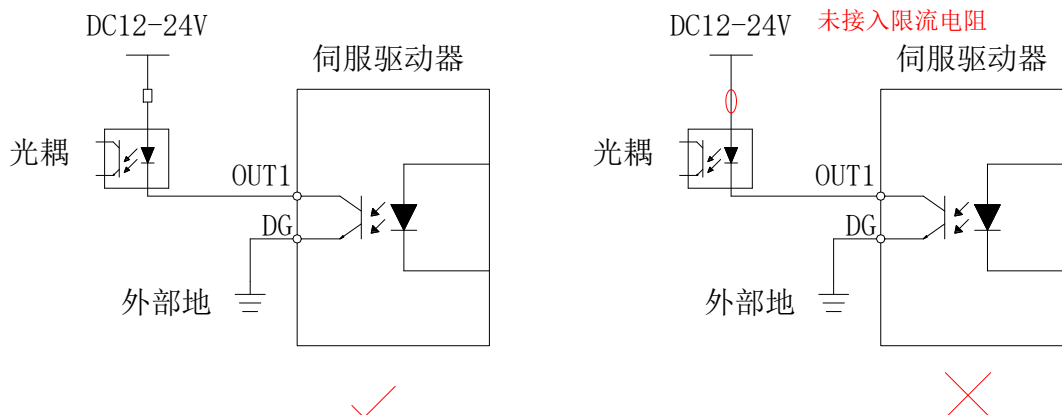 DC12-24V
伺服驱动器
光耦
OUT1
DG
外部地
DC12-24V
未接入限流电阻
伺服驱动器
光耦
OUT1
DG
外部地